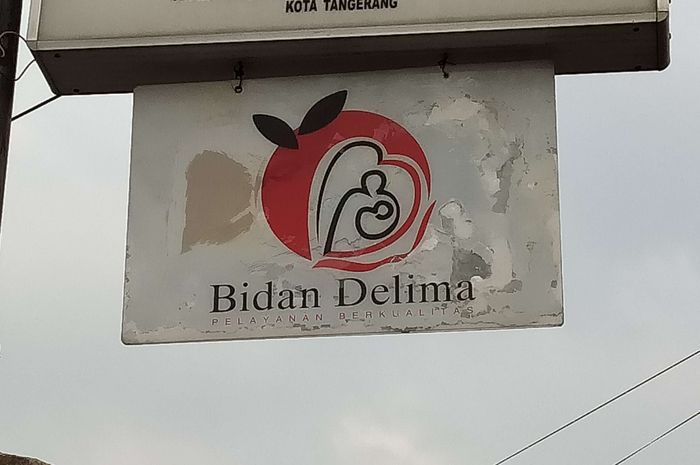 KOTA TANGERANG
Bidan Delima
PELAYANAN BERKUALITAS